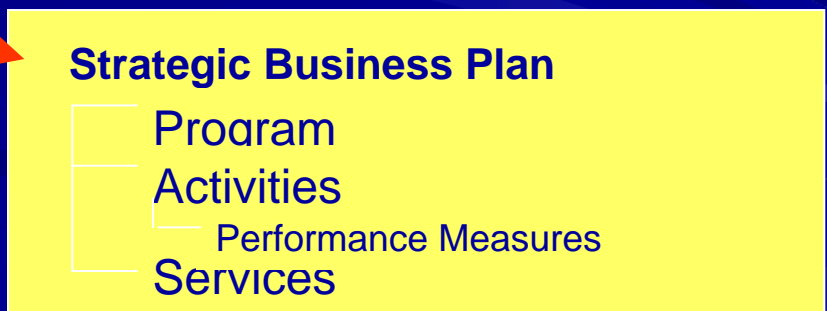 Strategic Business Plan
Program
Activities
Performance Measures
Services